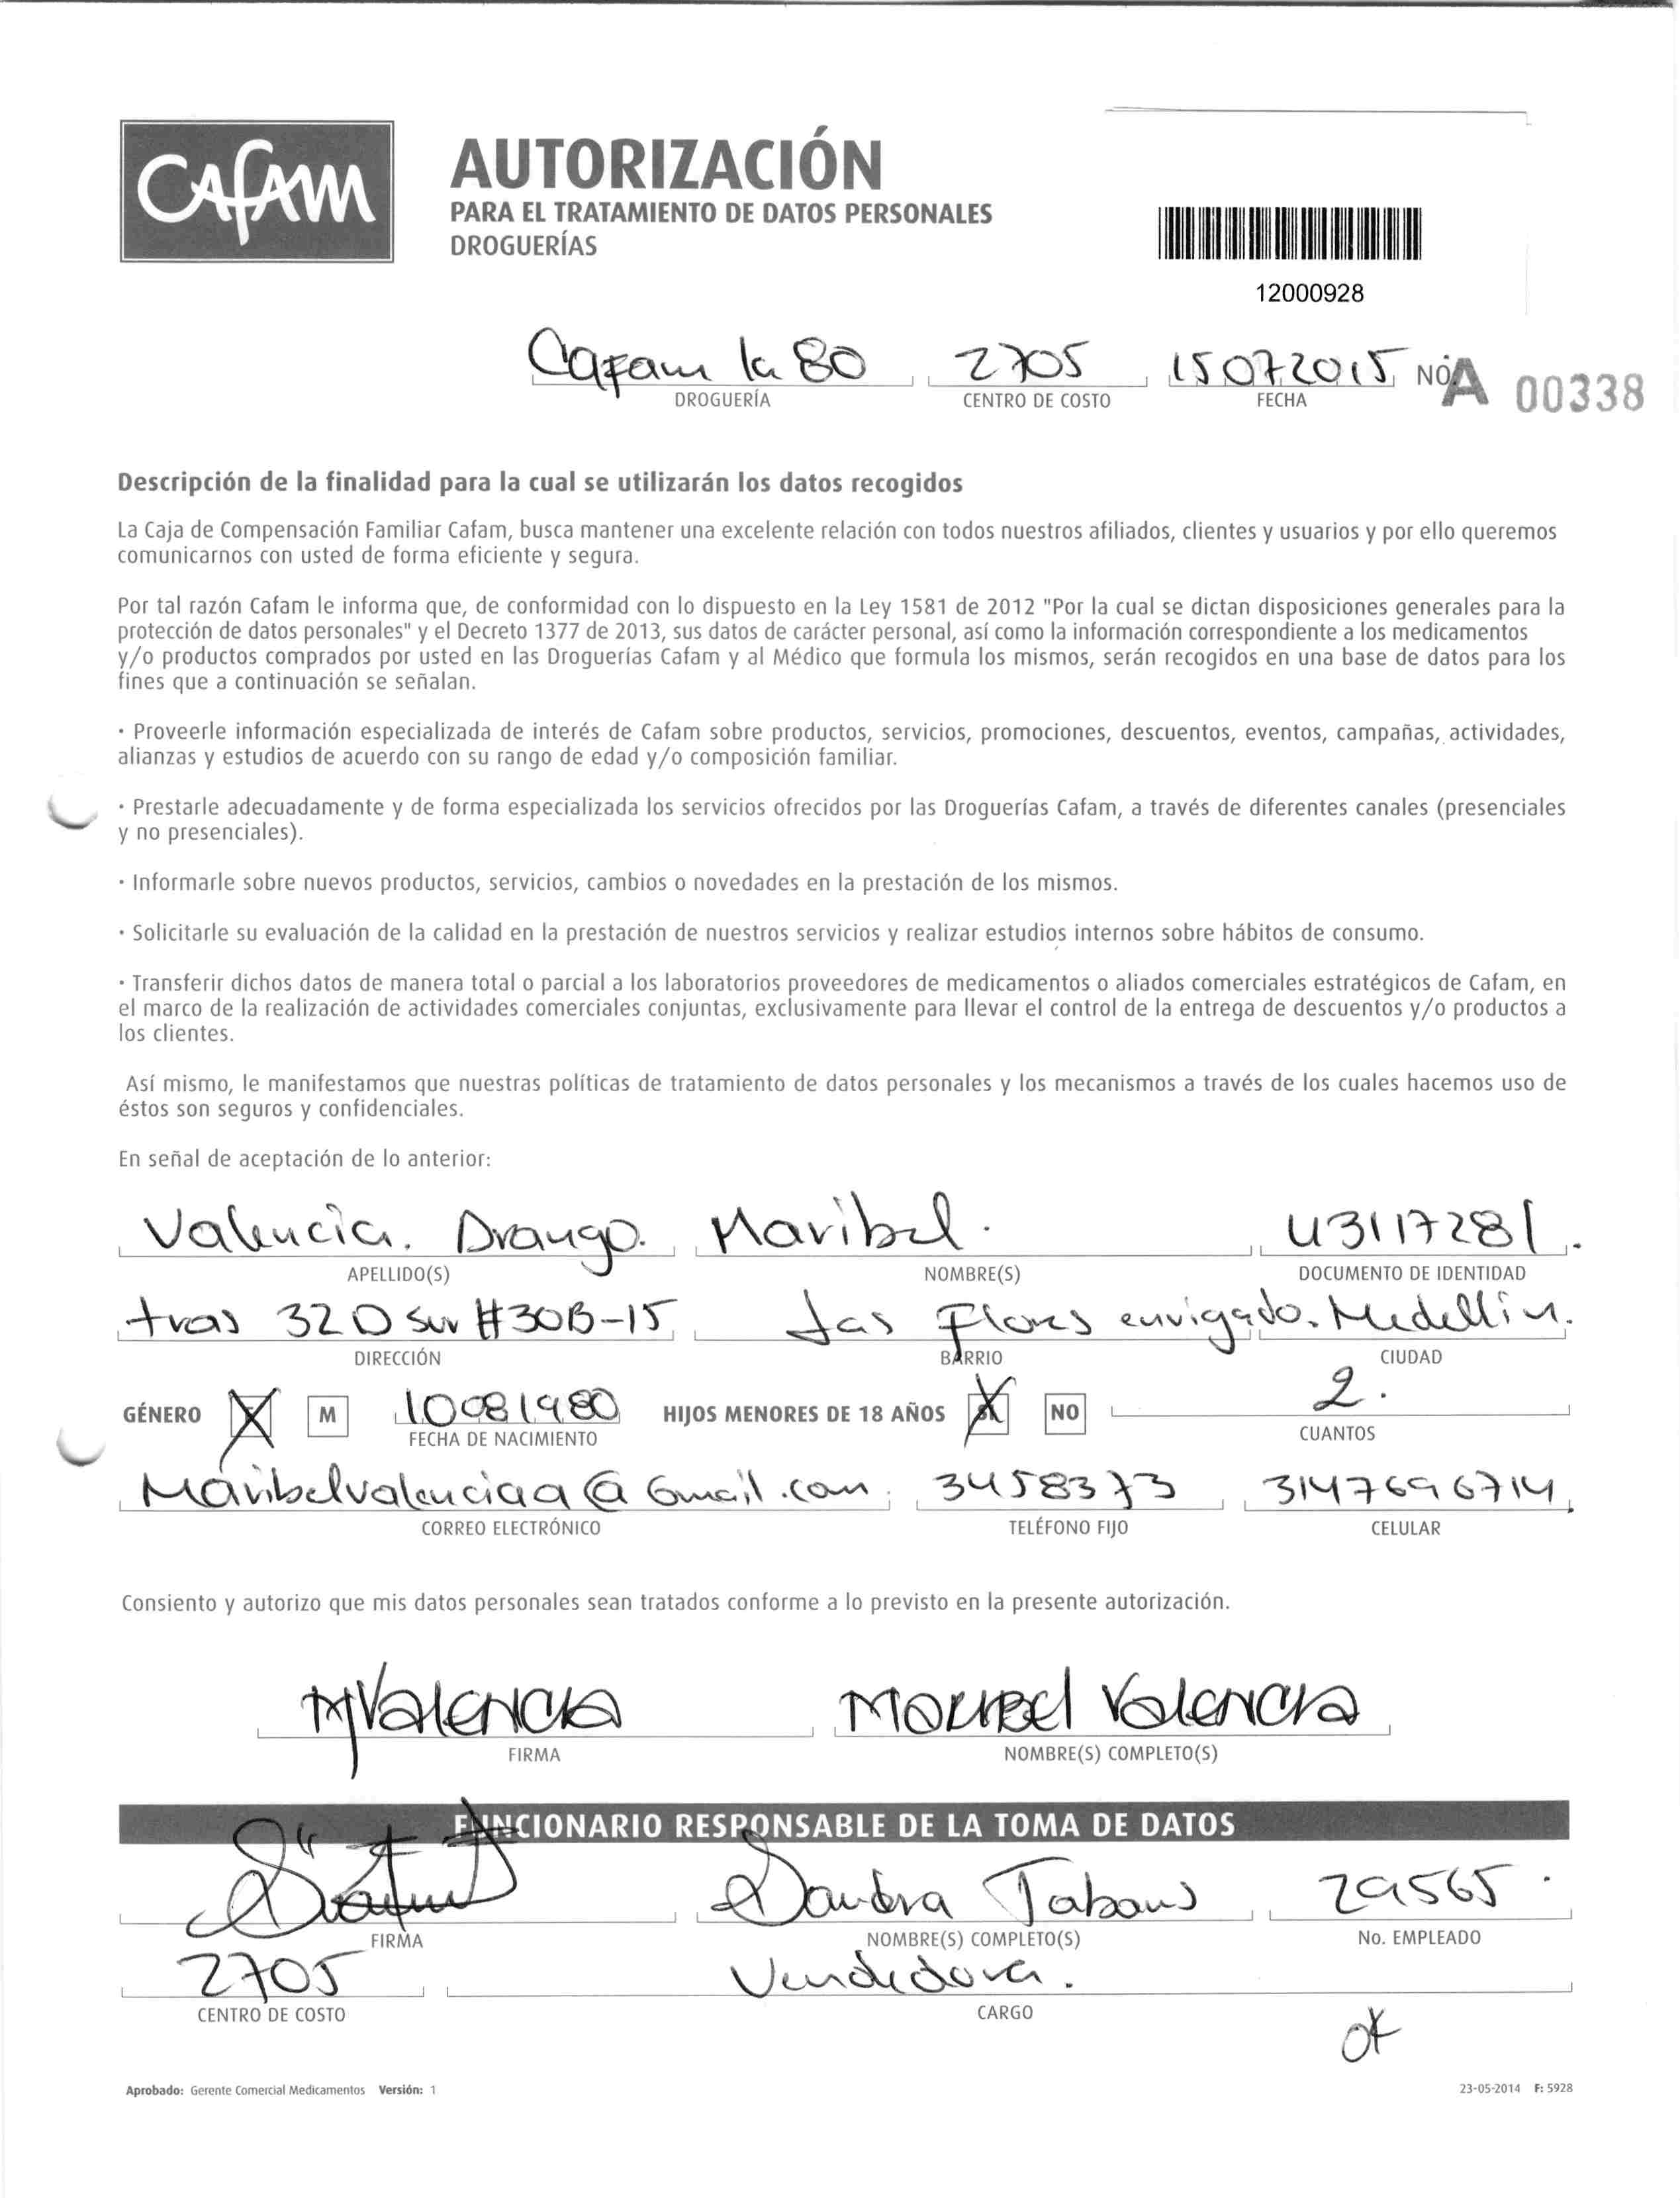 CAFAM
AUTORIZACIÓN
PARA EL TRATAMIENTO DE DATOS PERSONALES
DROGUERÍAS
12000928
Cafam la 80 2705 15072015 NO. A 00338
DROGUERÍA CENTRO DE COSTO FECHA
Descripción de la finalidad para la cual se utilizarán los datos recogidos
La Caja de Compensación Familiar Cafam, busca mantener una excelente relación con todos nuestros afiliados, clientes y usuarios y por ello queremos
comunicarnos con usted de forma eficiente y segura.
Por tal razón Cafam le informa que, de conformidad con lo dispuesto en la Ley 1581 de 2012 "Por la cual se dictan disposiciones generales para la
protección de datos personales" y el Decreto 1377 de 2013, sus datos de carácter personal, así como la información correspondiente a los medicamentos
y/o productos comprados por usted en las Droguerías Cafam y al Médico que formula los mismos, serán recogidos en una base de datos para los
fines que a continuación se señalan.
· Proveerle información especializada de interés de Cafam sobre productos, servicios, promociones, descuentos, eventos, campañas, actividades,
alianzas y estudios de acuerdo con su rango de edad y/o composición familiar.
· Prestarle adecuadamente y de forma especializada los servicios ofrecidos por las Droguerías Cafam, a través de diferentes canales (presenciales
y no presenciales).
· Informarle sobre nuevos productos, servicios, cambios o novedades en la prestación de los mismos.
· Solicitarle su evaluación de la calidad en la prestación de nuestros servicios y realizar estudios internos sobre hábitos de consumo.
· Transferir dichos datos de manera total o parcial a los laboratorios proveedores de medicamentos o aliados comerciales estratégicos de Cafam, en
el marco de la realización de actividades comerciales conjuntas, exclusivamente para llevar el control de la entrega de descuentos y/o productos a
los clientes.
Así mismo, le manifestamos que nuestras políticas de tratamiento de datos personales y los mecanismos a través de los cuales hacemos uso de
éstos son seguros y confidenciales.
En señal de aceptación de lo anterior:
Valencia. Arango. Maribel. 43117281.
APELLIDO(S) NOMBRE(S) DOCUMENTO DE IDENTIDAD
tras 32 D Sur #30B-15 Las Flores envigado. Medellin.
DIRECCIÓN BARRIO CIUDAD
GÉNERO M 10081980 HIJOS MENORES DE 18 AÑOS NO 2.
FECHA DE NACIMIENTO CUANTOS
Maribelvalenciaa@Gmail.com. 3458373 3147696714.
CORREO ELECTRÓNICO TELÉFONO FIJO CELULAR
Consiento y autorizo que mis datos personales sean tratados conforme a lo previsto en la presente autorización.
MValencia Maribel Valencia
FIRMA NOMBRE(S) COMPLETO(S)
FUNCIONARIO RESPONSABLE DE LA TOMA DE DATOS
Sandra 29565.
FIRMA NOMBRE(S) COMPLETO(S) No. EMPLEADO
2705 Vendedora.
CENTRO DE COSTO CARGO
ok
Aprobado: Gerente Comercial Medicamentos Versión: 1 23-05-2014 F: 5928